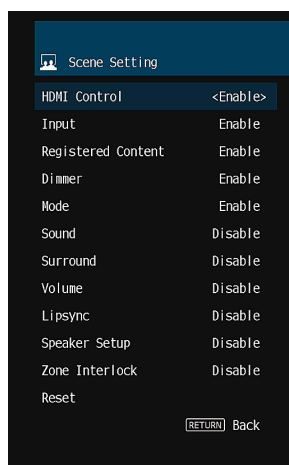 Scene Setting
HDMI Control <Enable>
Input Enable
Registered Content Enable
Dimmer Enable
Mode Enable
Sound Disable
Surround Disable
Volume Disable
Lipsync Disable
Speaker Setup Disable
Zone Interlock Disable
Reset
RETURN Back